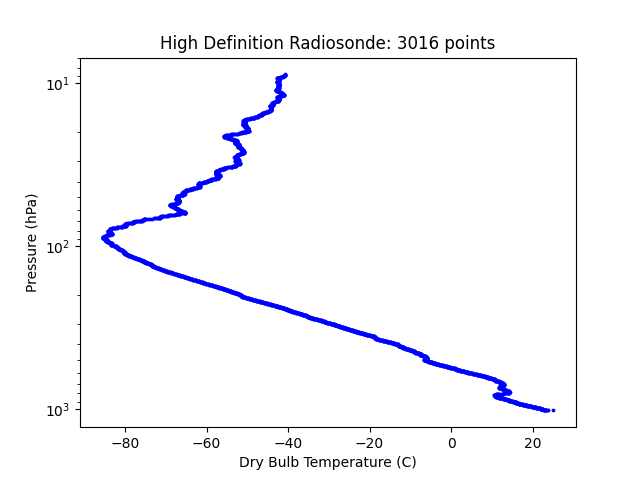 High Definition Radiosonde: 3016 points
10¹
10²
10³
Pressure (hPa)
−80 −60 −40 −20 0 20
Dry Bulb Temperature (C)